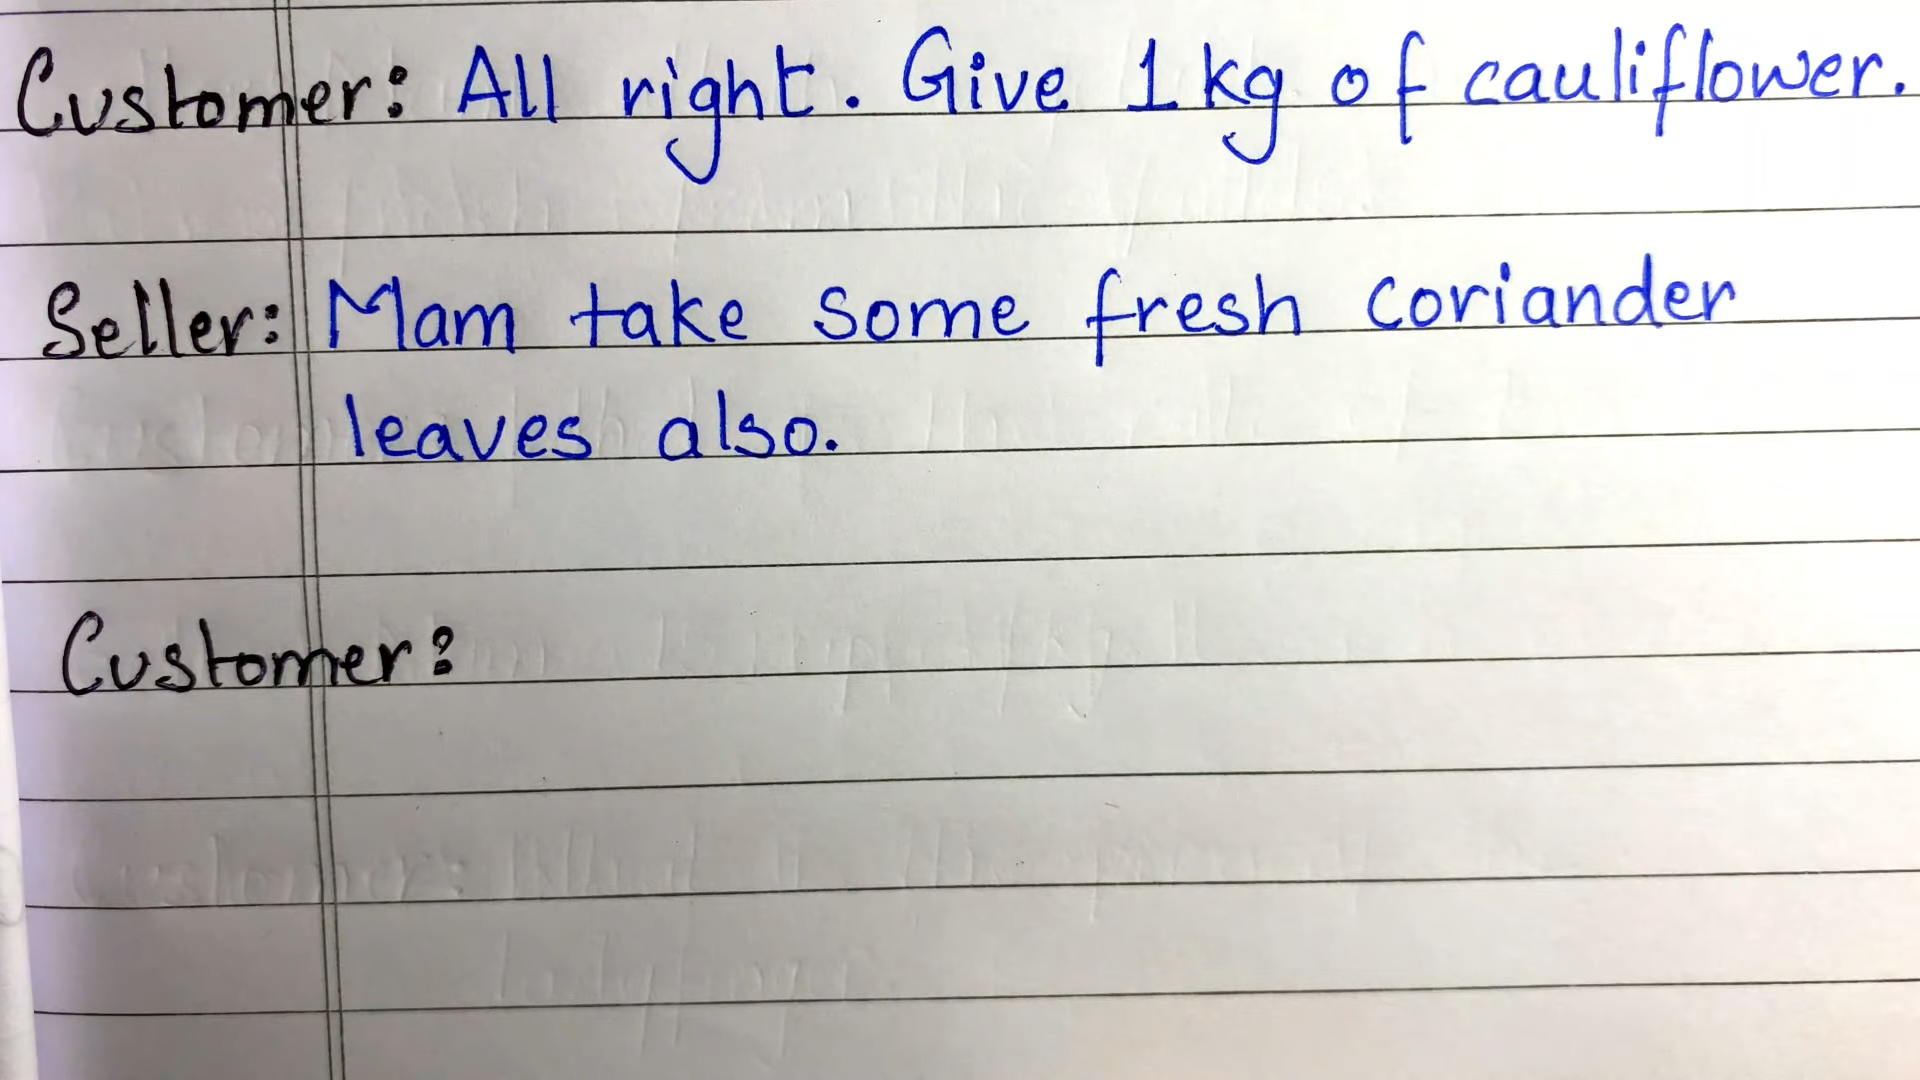 Customer: All right. Give 1 kg of cauliflower.
Seller: Mam take some fresh coriander
leaves also.
Customer: